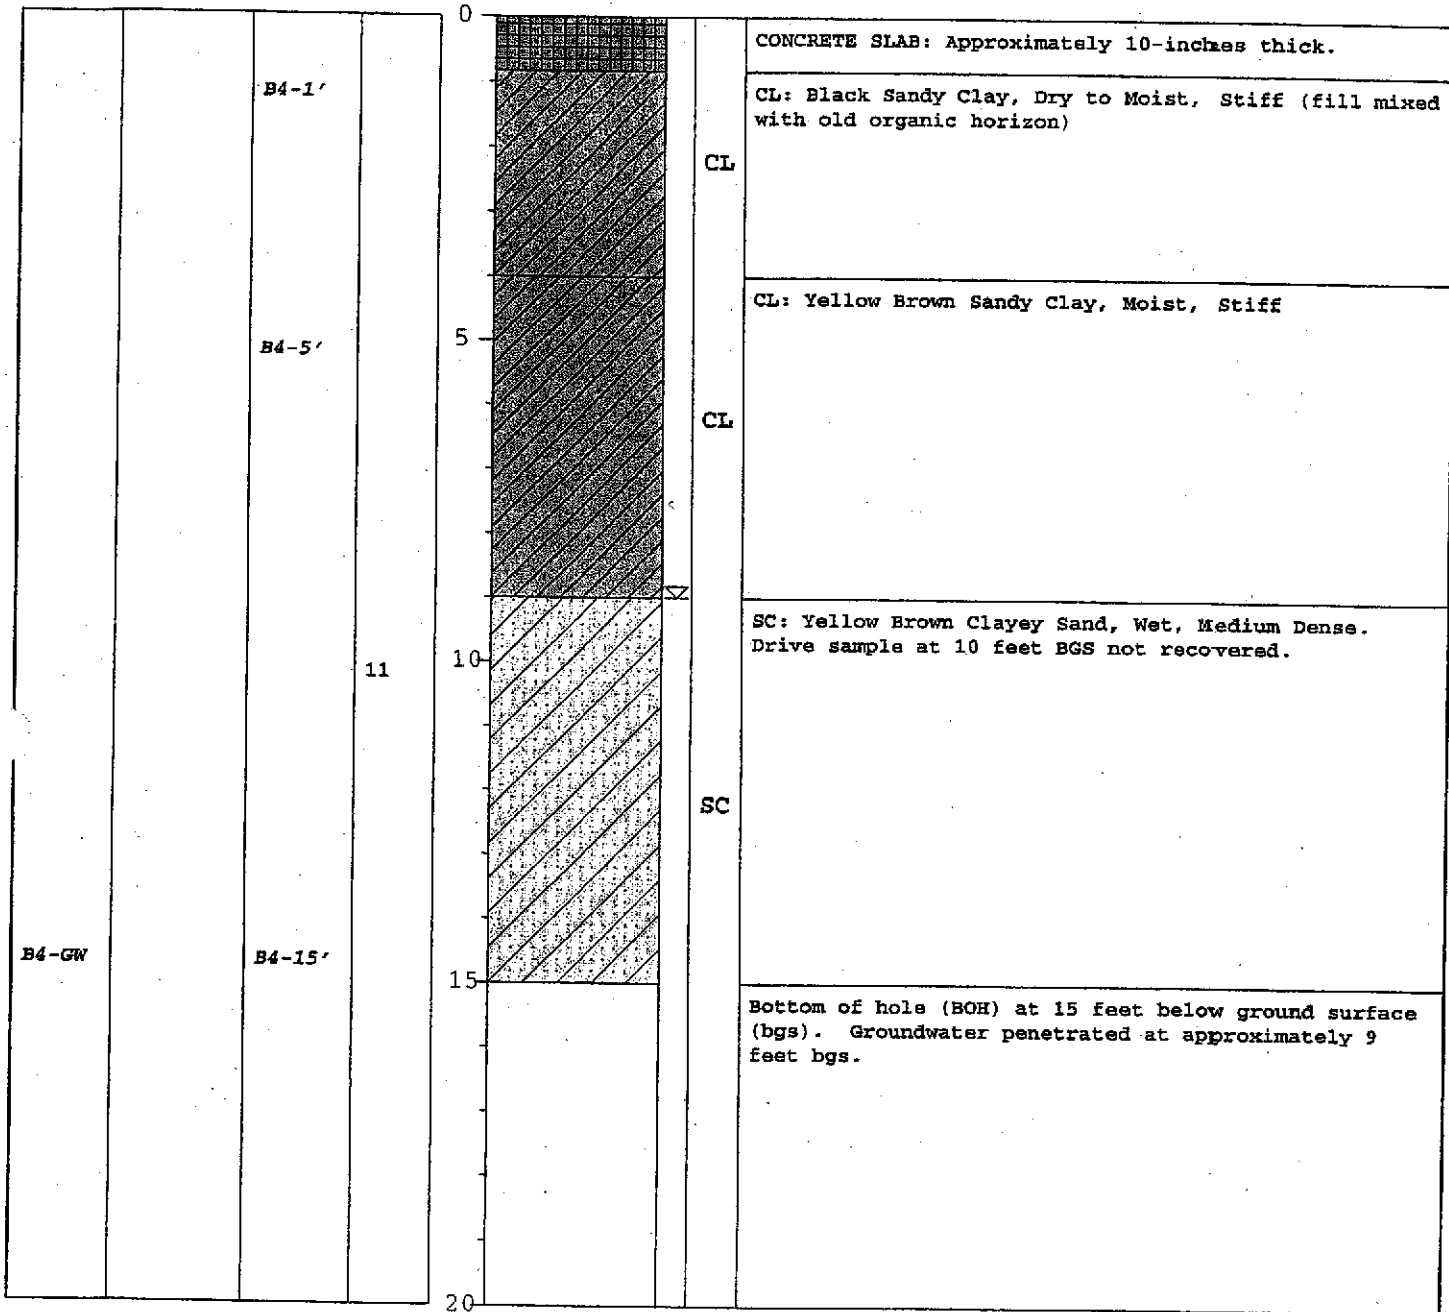 0
CONCRETE SLAB: Approximately 10-inches thick.
B4-1'
CL: Black Sandy Clay, Dry to Moist, Stiff (fill mixed
with old organic horizon)
CL
CL: Yellow Brown Sandy Clay, Moist, Stiff
B4-5'
5
CL
SC: Yellow Brown Clayey Sand, Wet, Medium Dense.
Drive sample at 10 feet BGS not recovered.
11
10
SC
B4-GW
B4-15'
15
Bottom of hole (BOH) at 15 feet below ground surface
(bgs). Groundwater penetrated at approximately 9
feet bgs.
20